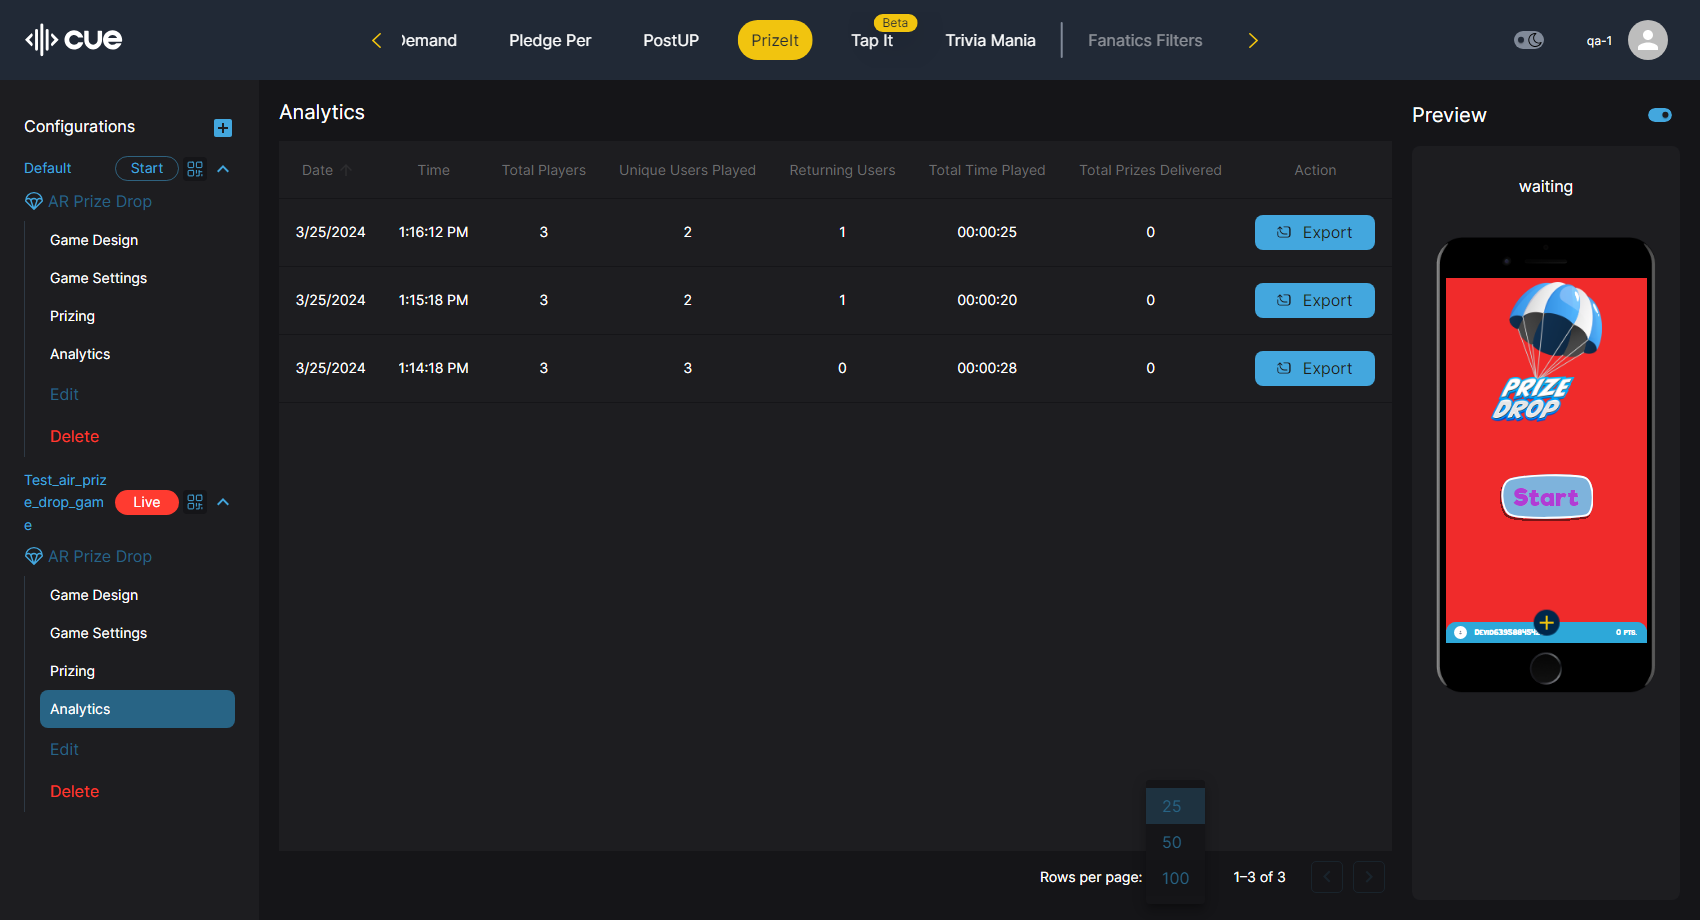 cue
Demand
Pledge Per
PostUP
PrizeIt
Beta
Tap It
Trivia Mania
Fanatics Filters
qa-1
Configurations
Default
Start
AR Prize Drop
Game Design
Game Settings
Prizing
Analytics
Edit
Delete
Test_air_priz
e_drop_gam
e
Live
AR Prize Drop
Game Design
Game Settings
Prizing
Analytics
Edit
Delete
Analytics
Date Time Total Players Unique Users Played Returning Users Total Time Played Total Prizes Delivered Action
3/25/2024 1:16:12 PM 3 2 1 00:00:25 0 Export
3/25/2024 1:15:18 PM 3 2 1 00:00:20 0 Export
3/25/2024 1:14:18 PM 3 3 0 00:00:28 0 Export
25
50
100
Rows per page:
1–3 of 3
Preview
waiting
PRIZE
DROP
Start
0 PTS.